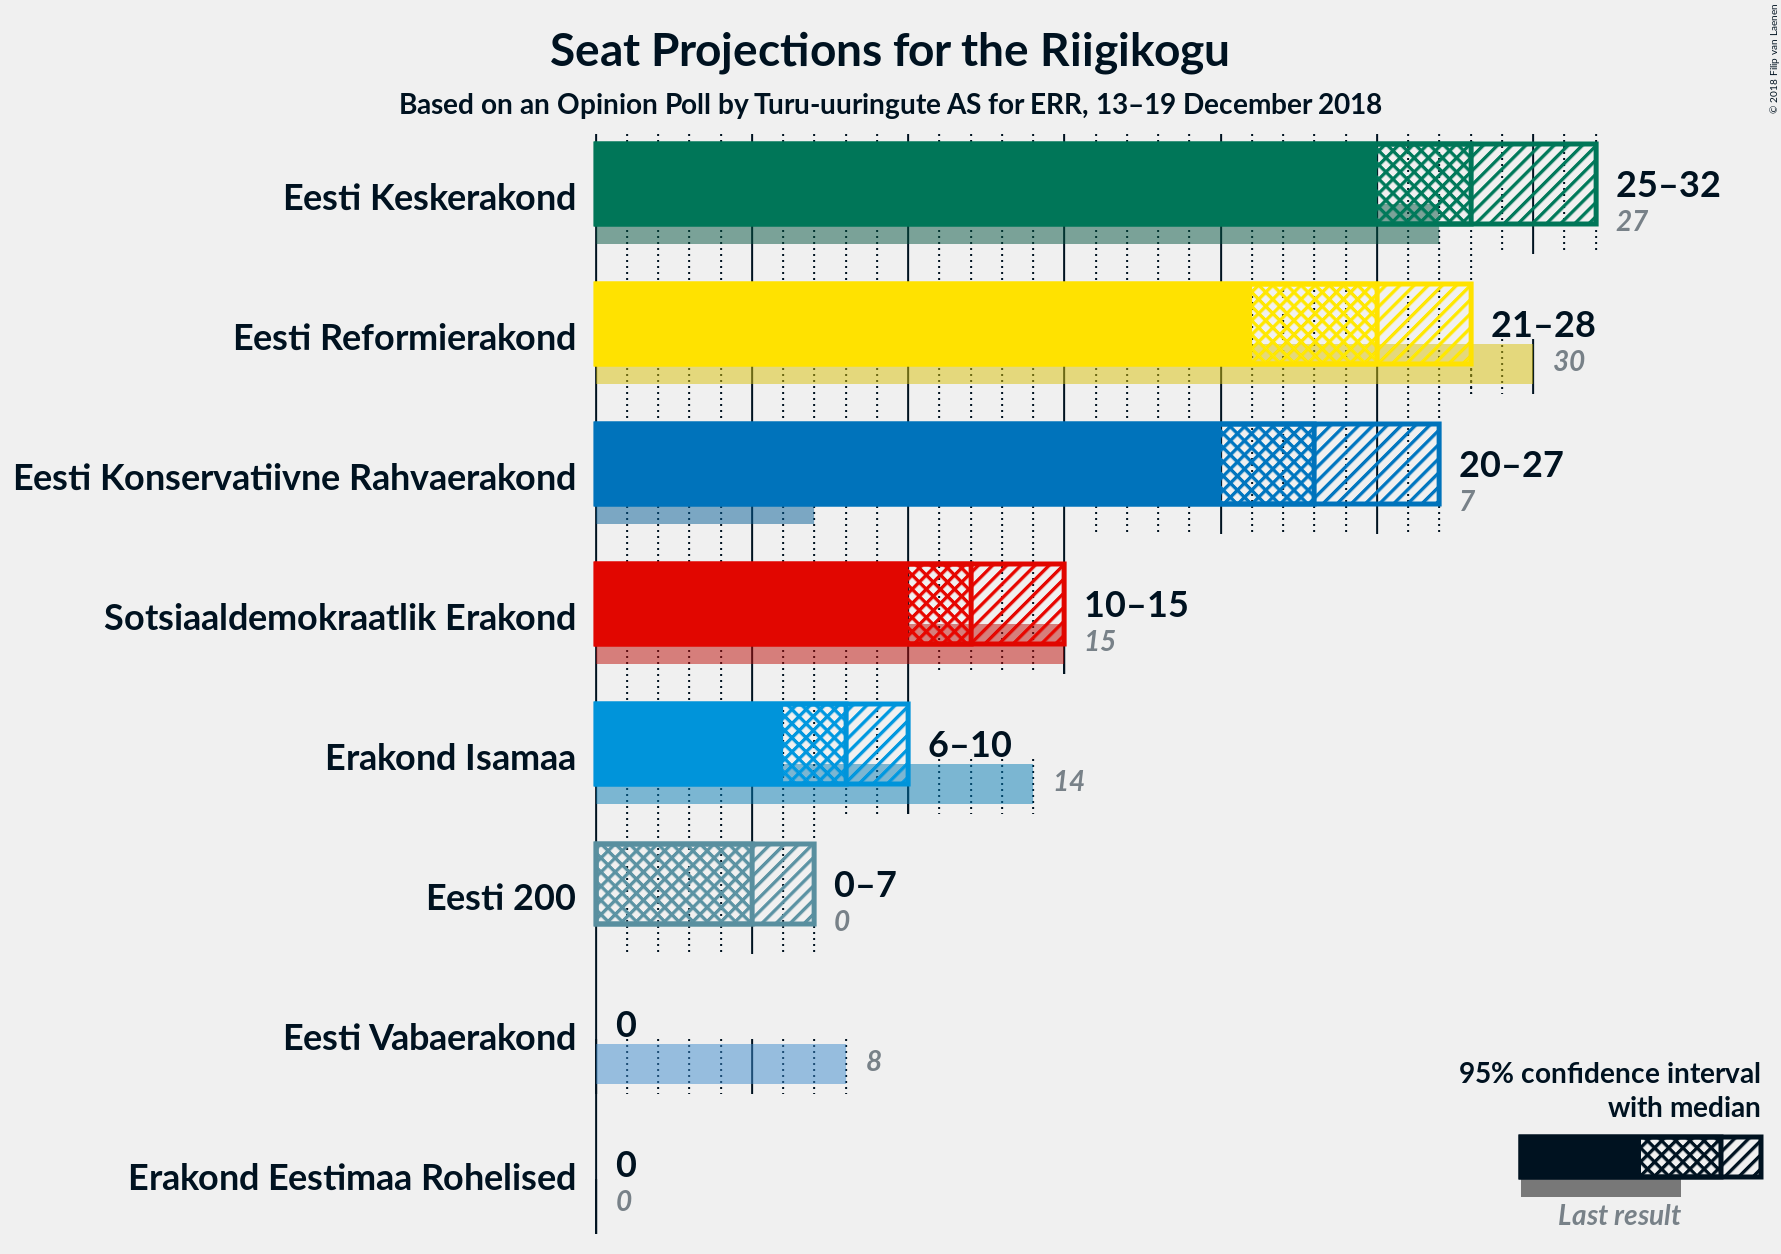 Seat Projections for the Riigikogu
Based on an Opinion Poll by Turu-uuringute AS for ERR, 13–19 December 2018
© 2018 Filip van Laenen
Eesti Keskerakond
25–32
27
Eesti Reformierakond
21–28
30
Eesti Konservatiivne Rahvaerakond
20–27
7
Sotsiaaldemokraatlik Erakond
10–15
15
Erakond Isamaa
6–10
14
Eesti 200
0–7
0
Eesti Vabaerakond
0
8
Erakond Eestimaa Rohelised
0
0
95% confidence interval
with median
Last result